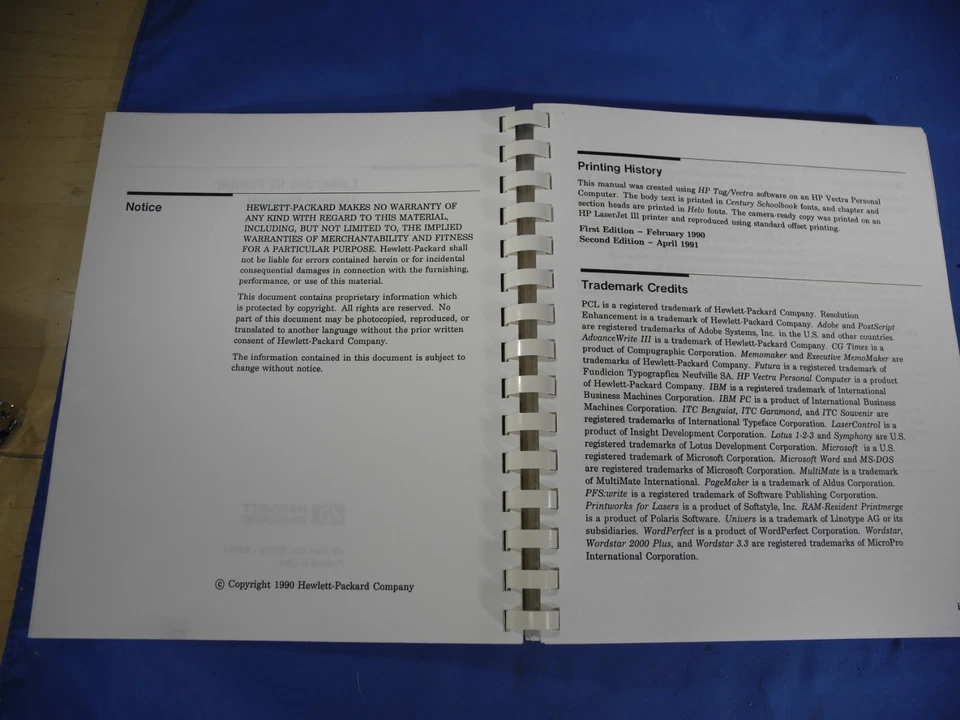 Notice
HEWLETT-PACKARD MAKES NO WARRANTY OF
ANY KIND WITH REGARD TO THIS MATERIAL,
INCLUDING, BUT NOT LIMITED TO, THE IMPLIED
WARRANTIES OF MERCHANTABILITY AND FITNESS
FOR A PARTICULAR PURPOSE. Hewlett-Packard shall
not be liable for errors contained herein or for incidental
consequential damages in connection with the furnishing,
performance, or use of this material.
This document contains proprietary information which
is protected by copyright. All rights are reserved. No
part of this document may be photocopied, reproduced, or
translated to another language without the prior written
consent of Hewlett-Packard Company.
The information contained in this document is subject to
change without notice.
© Copyright 1990 Hewlett-Packard Company
Printing History
This manual was created using HP Tag/Vectra software on an HP Vectra Personal
Computer. The body text is printed in Century Schoolbook fonts, and chapter and
section heads are printed in Helv fonts. The camera-ready copy was printed on an
HP LaserJet III printer and reproduced using standard offset printing.
First Edition – February 1990
Second Edition – April 1991
Trademark Credits
PCL is a registered trademark of Hewlett-Packard Company. Resolution
Enhancement is a trademark of Hewlett-Packard Company. Adobe and PostScript
are registered trademarks of Adobe Systems, Inc. in the U.S. and other countries.
AdvanceWrite III is a trademark of Hewlett-Packard Company. CG Times is a
product of Compugraphic Corporation. Memomaker and Executive MemoMaker are
trademarks of Hewlett-Packard Company. Futura is a registered trademark of
Fundicion Typograpfica Neufville SA. HP Vectra Personal Computer is a product
of Hewlett-Packard Company. IBM is a registered trademark of International
Business Machines Corporation. IBM PC is a product of International Business
Machines Corporation. ITC Benguiat, ITC Garamond, and ITC Souvenir are
registered trademarks of International Typeface Corporation. LaserControl is a
product of Insight Development Corporation. Lotus 1-2-3 and Symphony are U.S.
registered trademarks of Lotus Development Corporation. Microsoft is a U.S.
registered trademark of Microsoft Corporation. Microsoft Word and MS-DOS
are registered trademarks of Microsoft Corporation. MultiMate is a trademark
of MultiMate International. PageMaker is a trademark of Aldus Corporation.
PFS:write is a registered trademark of Software Publishing Corporation.
Printworks for Lasers is a product of Softstyle, Inc. RAM-Resident Printmerge
is a product of Polaris Software. Univers is a trademark of Linotype AG or its
subsidiaries. WordPerfect is a product of WordPerfect Corporation. Wordstar,
Wordstar 2000 Plus, and Wordstar 3.3 are registered trademarks of MicroPro
International Corporation.